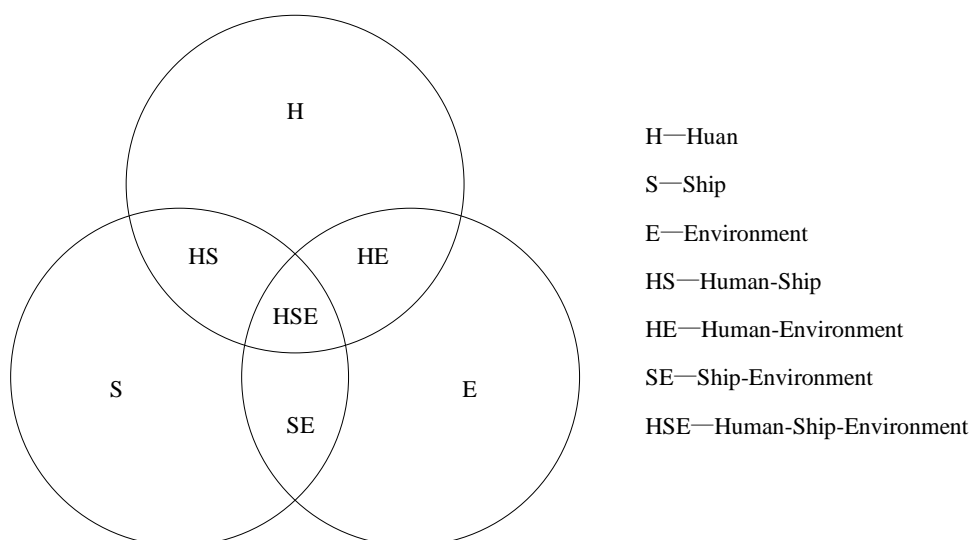 H
HS
HE
HSE
S
E
SE
H—Huan
S—Ship
E—Environment
HS—Human-Ship
HE—Human-Environment
SE—Ship-Environment
HSE—Human-Ship-Environment